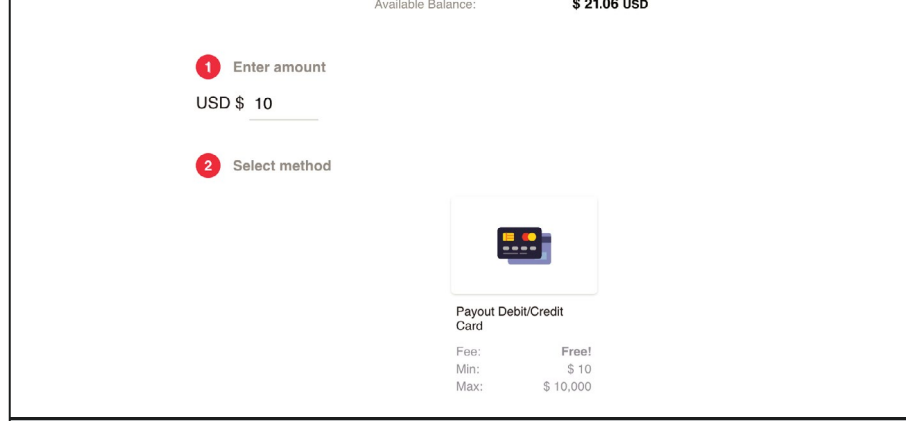 Available Balance: $ 21.06 USD
1 Enter amount
USD $ 10
2 Select method
Payout Debit/Credit
Card
Fee: Free!
Min: $ 10
Max: $ 10,000